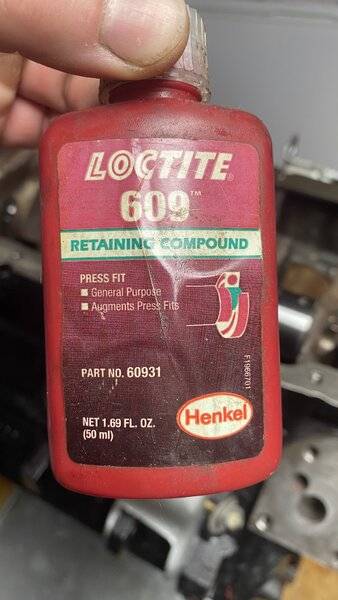 LOCTITE®
609™
RETAINING COMPOUND
PRESS FIT
■ General Purpose
■ Augments Press Fits
PART NO. 60931
F1966701
NET 1.69 FL. OZ.
(50 ml)
Henkel